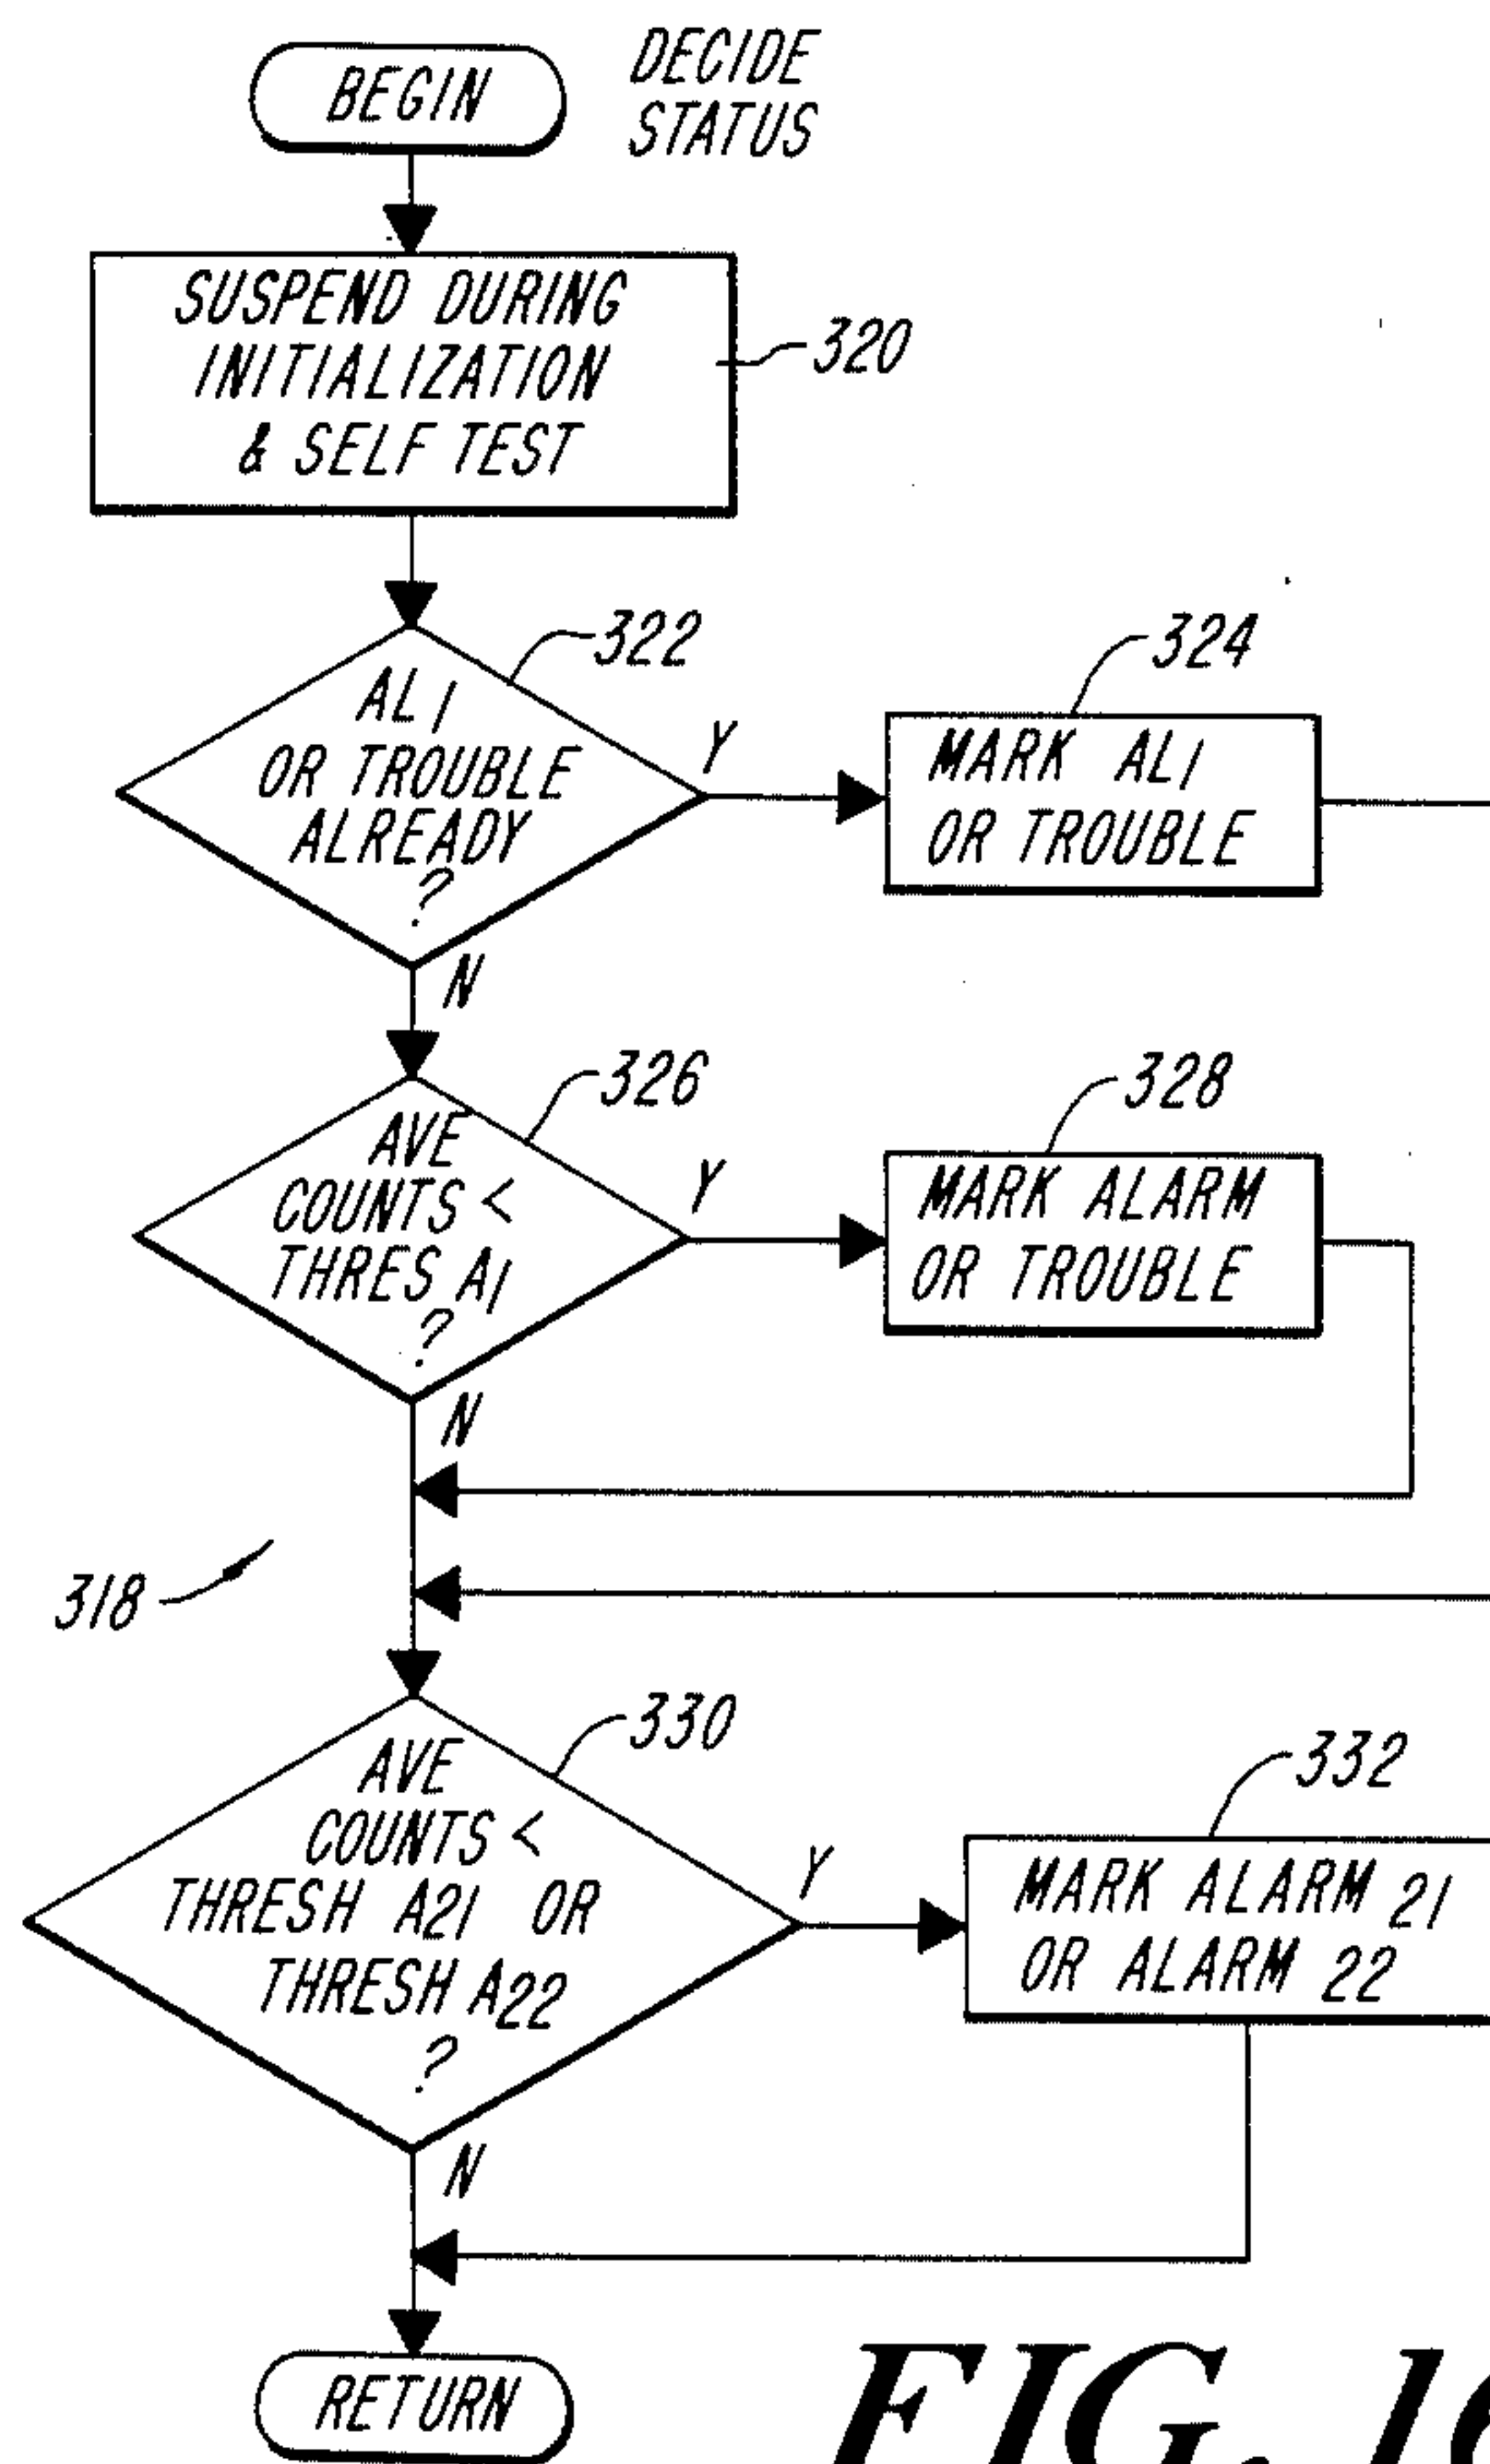 BEGIN
DECIDE
STATUS
SUSPEND DURING
INITIALIZATION
& SELF TEST
320
322
AL1
OR TROUBLE
ALREADY
?
Y
324
MARK AL1
OR TROUBLE
N
326
AVE
COUNTS <
THRES A1
?
Y
328
MARK ALARM
OR TROUBLE
N
318
330
AVE
COUNTS <
THRESH A21 OR
THRESH A22
?
Y
332
MARK ALARM 21
OR ALARM 22
N
RETURN
FIG.